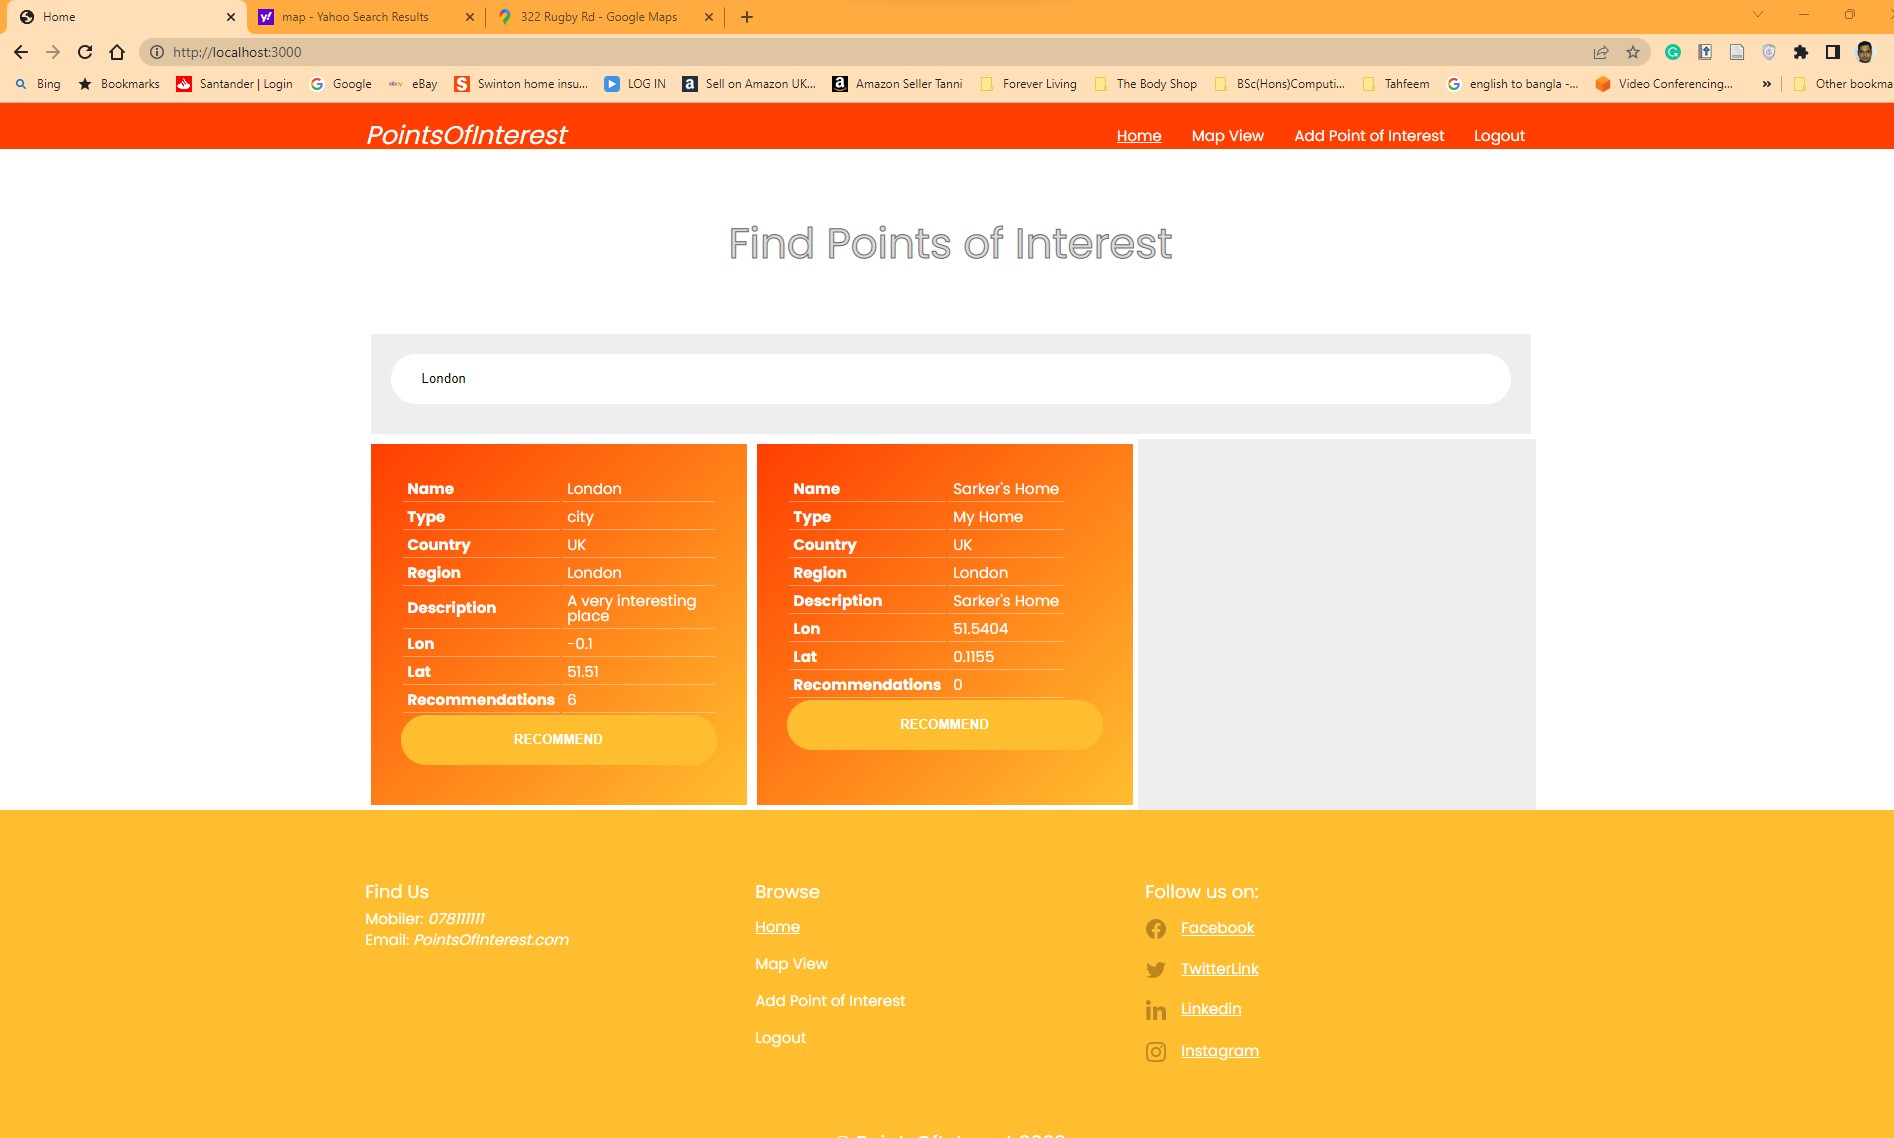 Home
map - Yahoo Search Results
322 Rugby Rd - Google Maps
http://localhost:3000
Bing
Bookmarks
Santander | Login
Google
eBay
Swinton home insu...
LOG IN
Sell on Amazon UK...
Amazon Seller Tanni
Forever Living
The Body Shop
BSc(Hons)Computi...
Tahfeem
english to bangla -...
Video Conferencing...
Other bookma
PointsOfInterest
Home
Map View
Add Point of Interest
Logout
Find Points of Interest
London
Name London
Type city
Country UK
Region London
Description A very interesting
place
Lon -0.1
Lat 51.51
Recommendations 6
RECOMMEND
Name Sarker's Home
Type My Home
Country UK
Region London
Description Sarker's Home
Lon 51.5404
Lat 0.1155
Recommendations 0
RECOMMEND
Find Us
Mobiler: 078111111
Email: PointsOfInterest.com
Browse
Home
Map View
Add Point of Interest
Logout
Follow us on:
Facebook
TwitterLink
Linkedin
Instagram